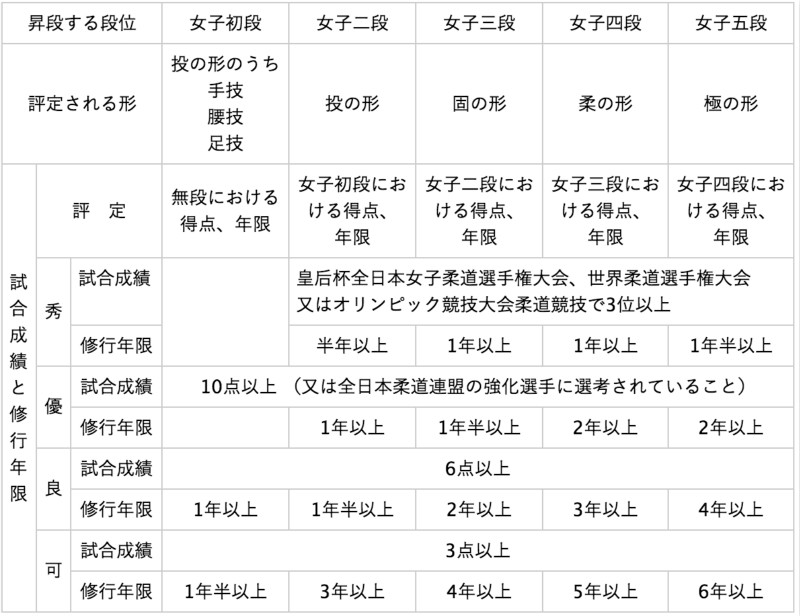 昇段する段位 女子初段 女子二段 女子三段 女子四段 女子五段
評定される形 投の形のうち 手技 腰技 足技 投の形 固の形 柔の形 極の形
試合成績と修行年限
評　定 無段における得点、年限 女子初段における得点、年限 女子二段における得点、年限 女子三段における得点、年限 女子四段における得点、年限
秀
試合成績 皇后杯全日本女子柔道選手権大会、世界柔道選手権大会
又はオリンピック競技大会柔道競技で3位以上
修行年限 半年以上 1年以上 1年以上 1年半以上
優
試合成績 10点以上 （又は全日本柔道連盟の強化選手に選考されていること）
修行年限 1年以上 1年半以上 2年以上 2年以上
良
試合成績 6点以上
修行年限 1年以上 1年半以上 2年以上 3年以上 4年以上
可
試合成績 3点以上
修行年限 1年半以上 3年以上 4年以上 5年以上 6年以上